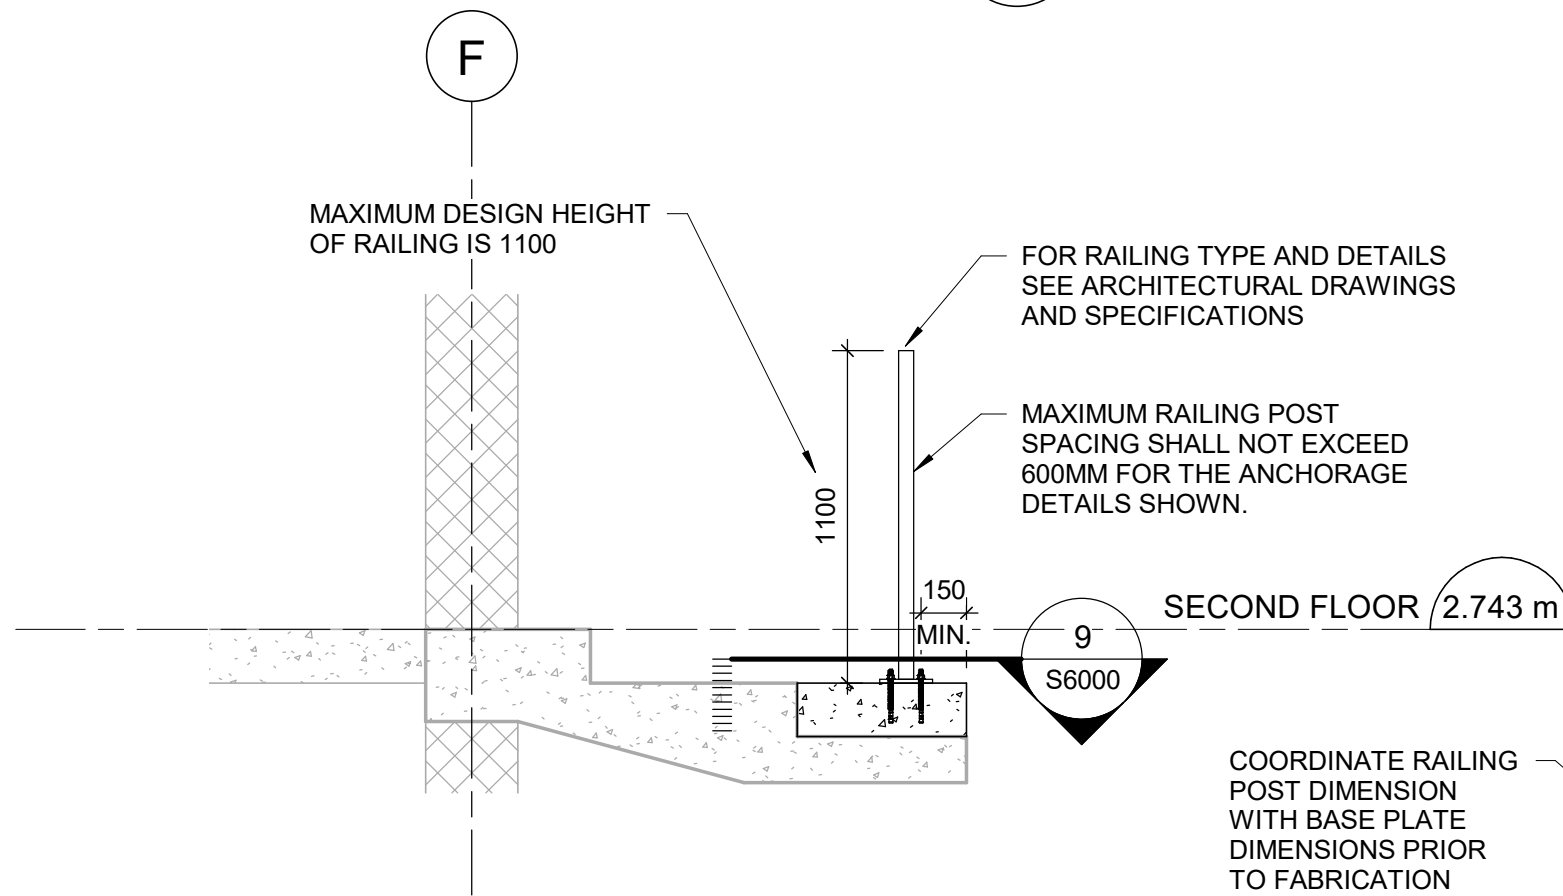 F
MAXIMUM DESIGN HEIGHT
OF RAILING IS 1100
FOR RAILING TYPE AND DETAILS
SEE ARCHITECTURAL DRAWINGS
AND SPECIFICATIONS
MAXIMUM RAILING POST
SPACING SHALL NOT EXCEED
600MM FOR THE ANCHORAGE
DETAILS SHOWN.
1100
150
MIN.
SECOND FLOOR
2.743 m
9
S6000
COORDINATE RAILING
POST DIMENSION
WITH BASE PLATE
DIMENSIONS PRIOR
TO FABRICATION